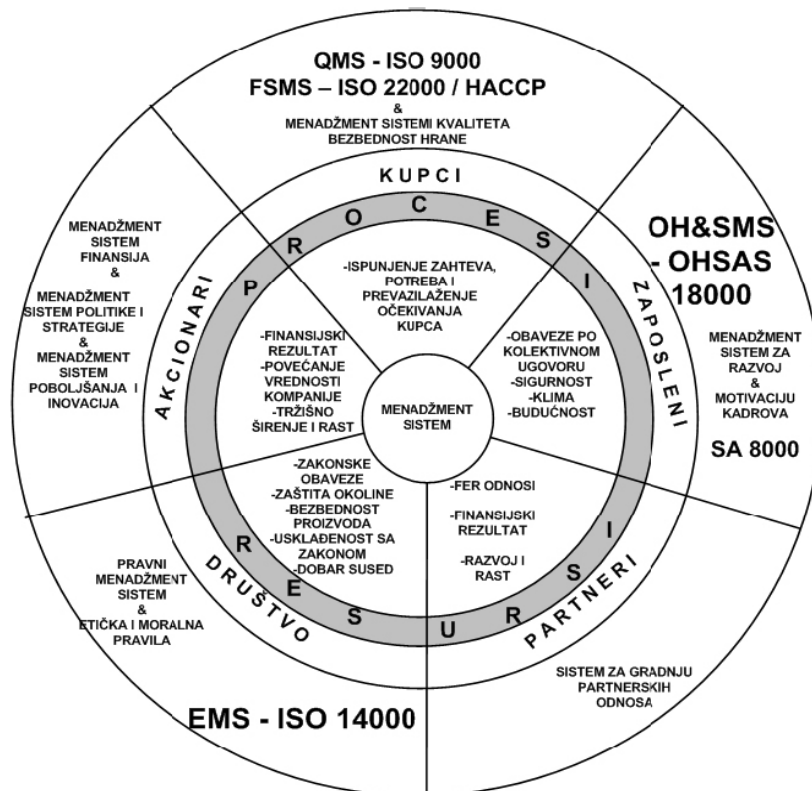 QMS - ISO 9000
FSMS – ISO 22000 / HACCP
&
MENADŽMENT SISTEMI KVALITETA
BEZBEDNOST HRANE
KUPCI
PROCESI
-ISPUNJENJE ZAHTEVA,
POTREBA I
PREVAZILAŽENJE
OČEKIVANJA
KUPCA
OH&SMS
- OHSAS
18000
MENADŽMENT
SISTEM ZA
RAZVOJ
&
MOTIVACIJU
KADROVA
SA 8000
ZAPOSLENI
-OBAVEZE PO
KOLEKTIVNOM
UGOVORU
-SIGURNOST
-KLIMA
-BUDUĆNOST
MENADŽMENT
SISTEM
FINANSIJA
&
MENADŽMENT
SISTEM POLITIKE I
STRATEGIJE
&
MENADŽMENT
SISTEM
POBOLJŠANJA I
INOVACIJA
AKCIONARI
-FINANSIJSKI
REZULTAT
-POVEĆANJE
VREDNOSTI
KOMPANIJE
-TRŽIŠNO
ŠIRENJE I RAST
MENADŽMENT
SISTEM
-ZAKONSKE
OBAVEZE
-ZAŠTITA OKOLINE
-BEZBEDNOST
PROIZVODA
-USKLAĐENOST SA
ZAKONOM
-DOBAR SUSED
-FER ODNOSI
-FINANSIJSKI
REZULTAT
-RAZVOJ I
RAST
RESURSI
DRUŠTVO
PARTNERI
PRAVNI
MENADŽMENT
SISTEM
&
ETIČKA I MORALNA
PRAVILA
EMS - ISO 14000
SISTEM ZA GRADNJU
PARTNERSKIH
ODNOSA